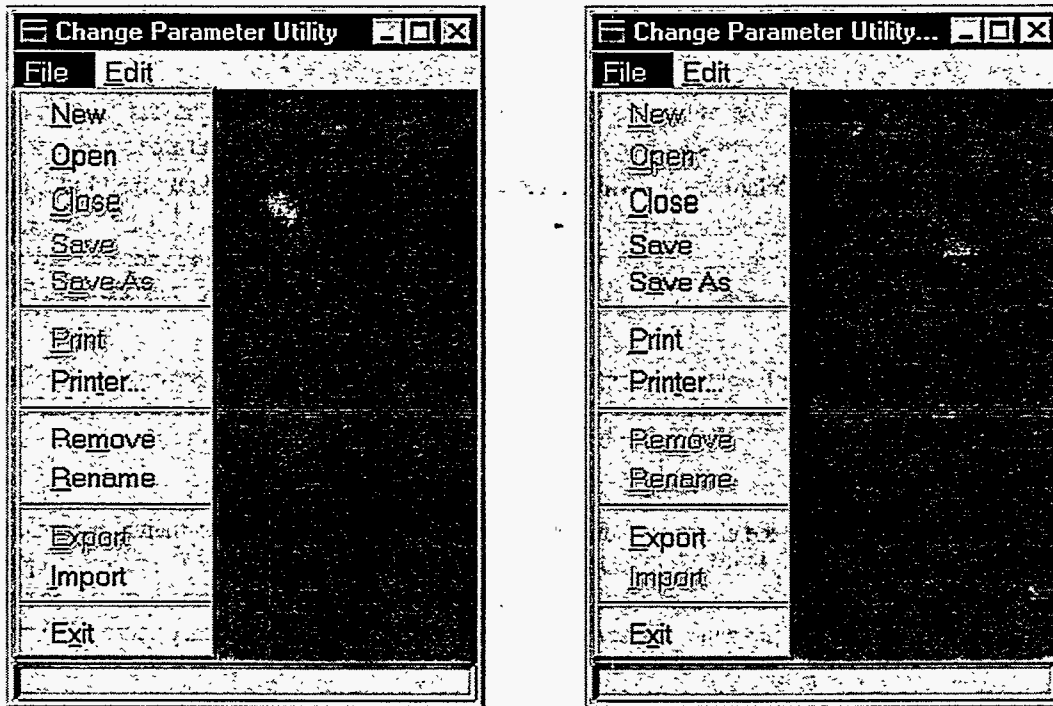 Change Parameter Utility
File Edit
New
Open
Close
Save
Save As
Print
Printer...
Remove
Rename
Export
Import
Exit
Change Parameter Utility...
File Edit
New
Open
Close
Save
Save As
Print
Printer...
Remove
Rename
Export
Import
Exit